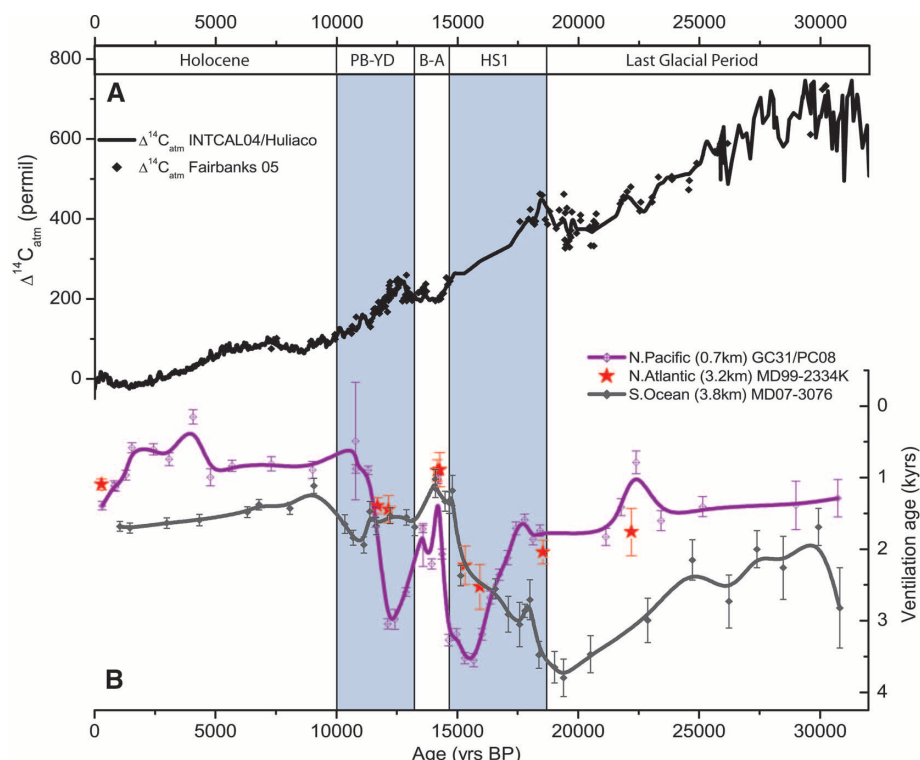 0 5000 10000 15000 20000 25000 30000
Holocene PB-YD B-A HS1 Last Glacial Period
A
800
600
400
200
0
Δ¹⁴Catm (permil)
Δ¹⁴Catm INTCAL04/Huliaco
Δ¹⁴Catm Fairbanks 05
N.Pacific (0.7km) GC31/PC08
N.Atlantic (3.2km) MD99-2334K
S.Ocean (3.8km) MD07-3076
0
1
2
3
4
Ventilation age (kyrs)
B
0 5000 10000 15000 20000 25000 30000
Age (yrs BP)